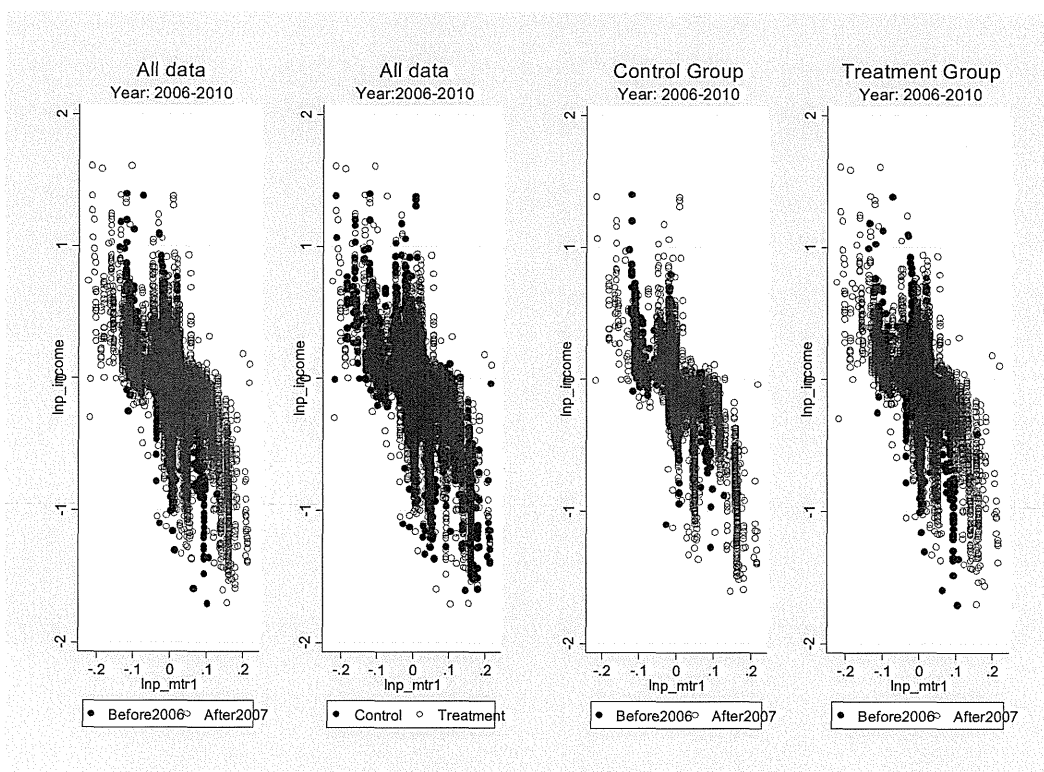 All data
Year: 2006-2010
2
1
0
-1
-2
lnp_income
-.2 -.1 0 .1 .2
lnp_mtr1
Before2006 After2007
All data
Year:2006-2010
2
1
0
-1
-2
lnp_income
-.2 -.1 0 .1 .2
lnp_mtr1
Control Treatment
Control Group
Year: 2006-2010
2
1
0
-1
-2
lnp_income
-.2 -.1 0 .1 .2
lnp_mtr1
Before2006 After2007
Treatment Group
Year: 2006-2010
2
1
0
-1
-2
lnp_income
-.2 -.1 0 .1 .2
lnp_mtr1
Before2006 After2007